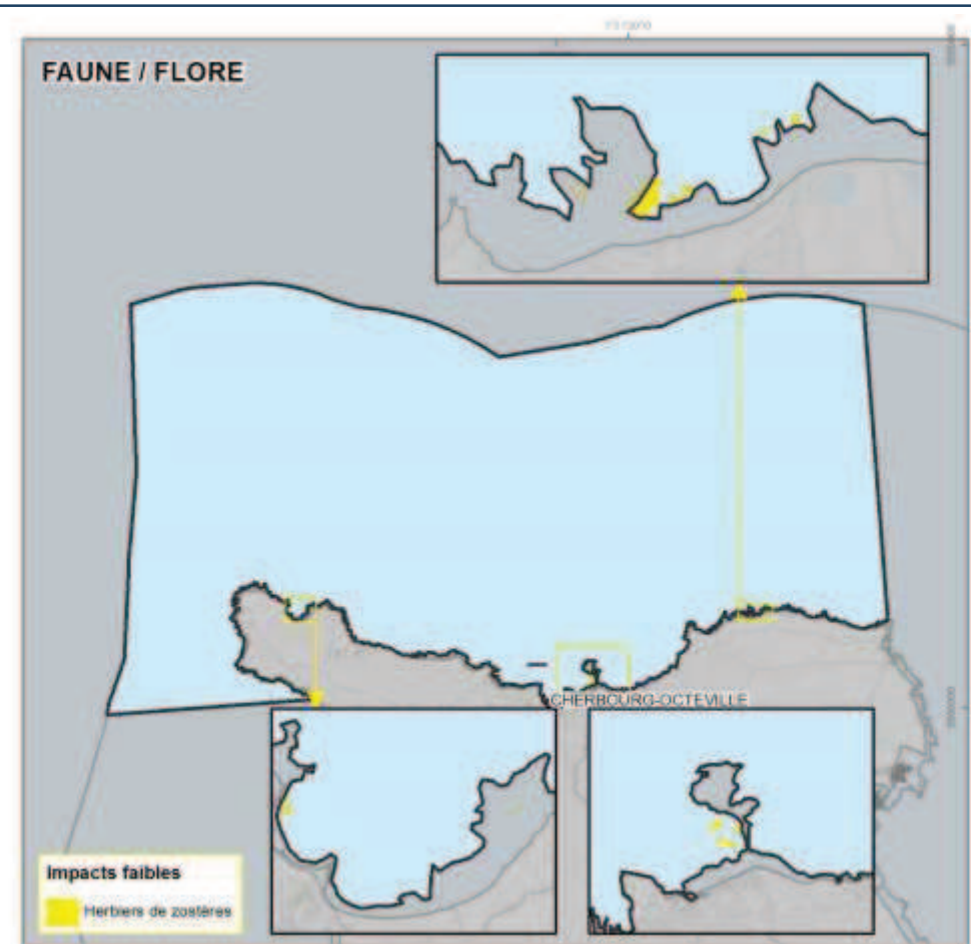 FAUNE / FLORE
CHERBOURG-OCTEVILLE
Impacts faibles
Herbiers de zostères